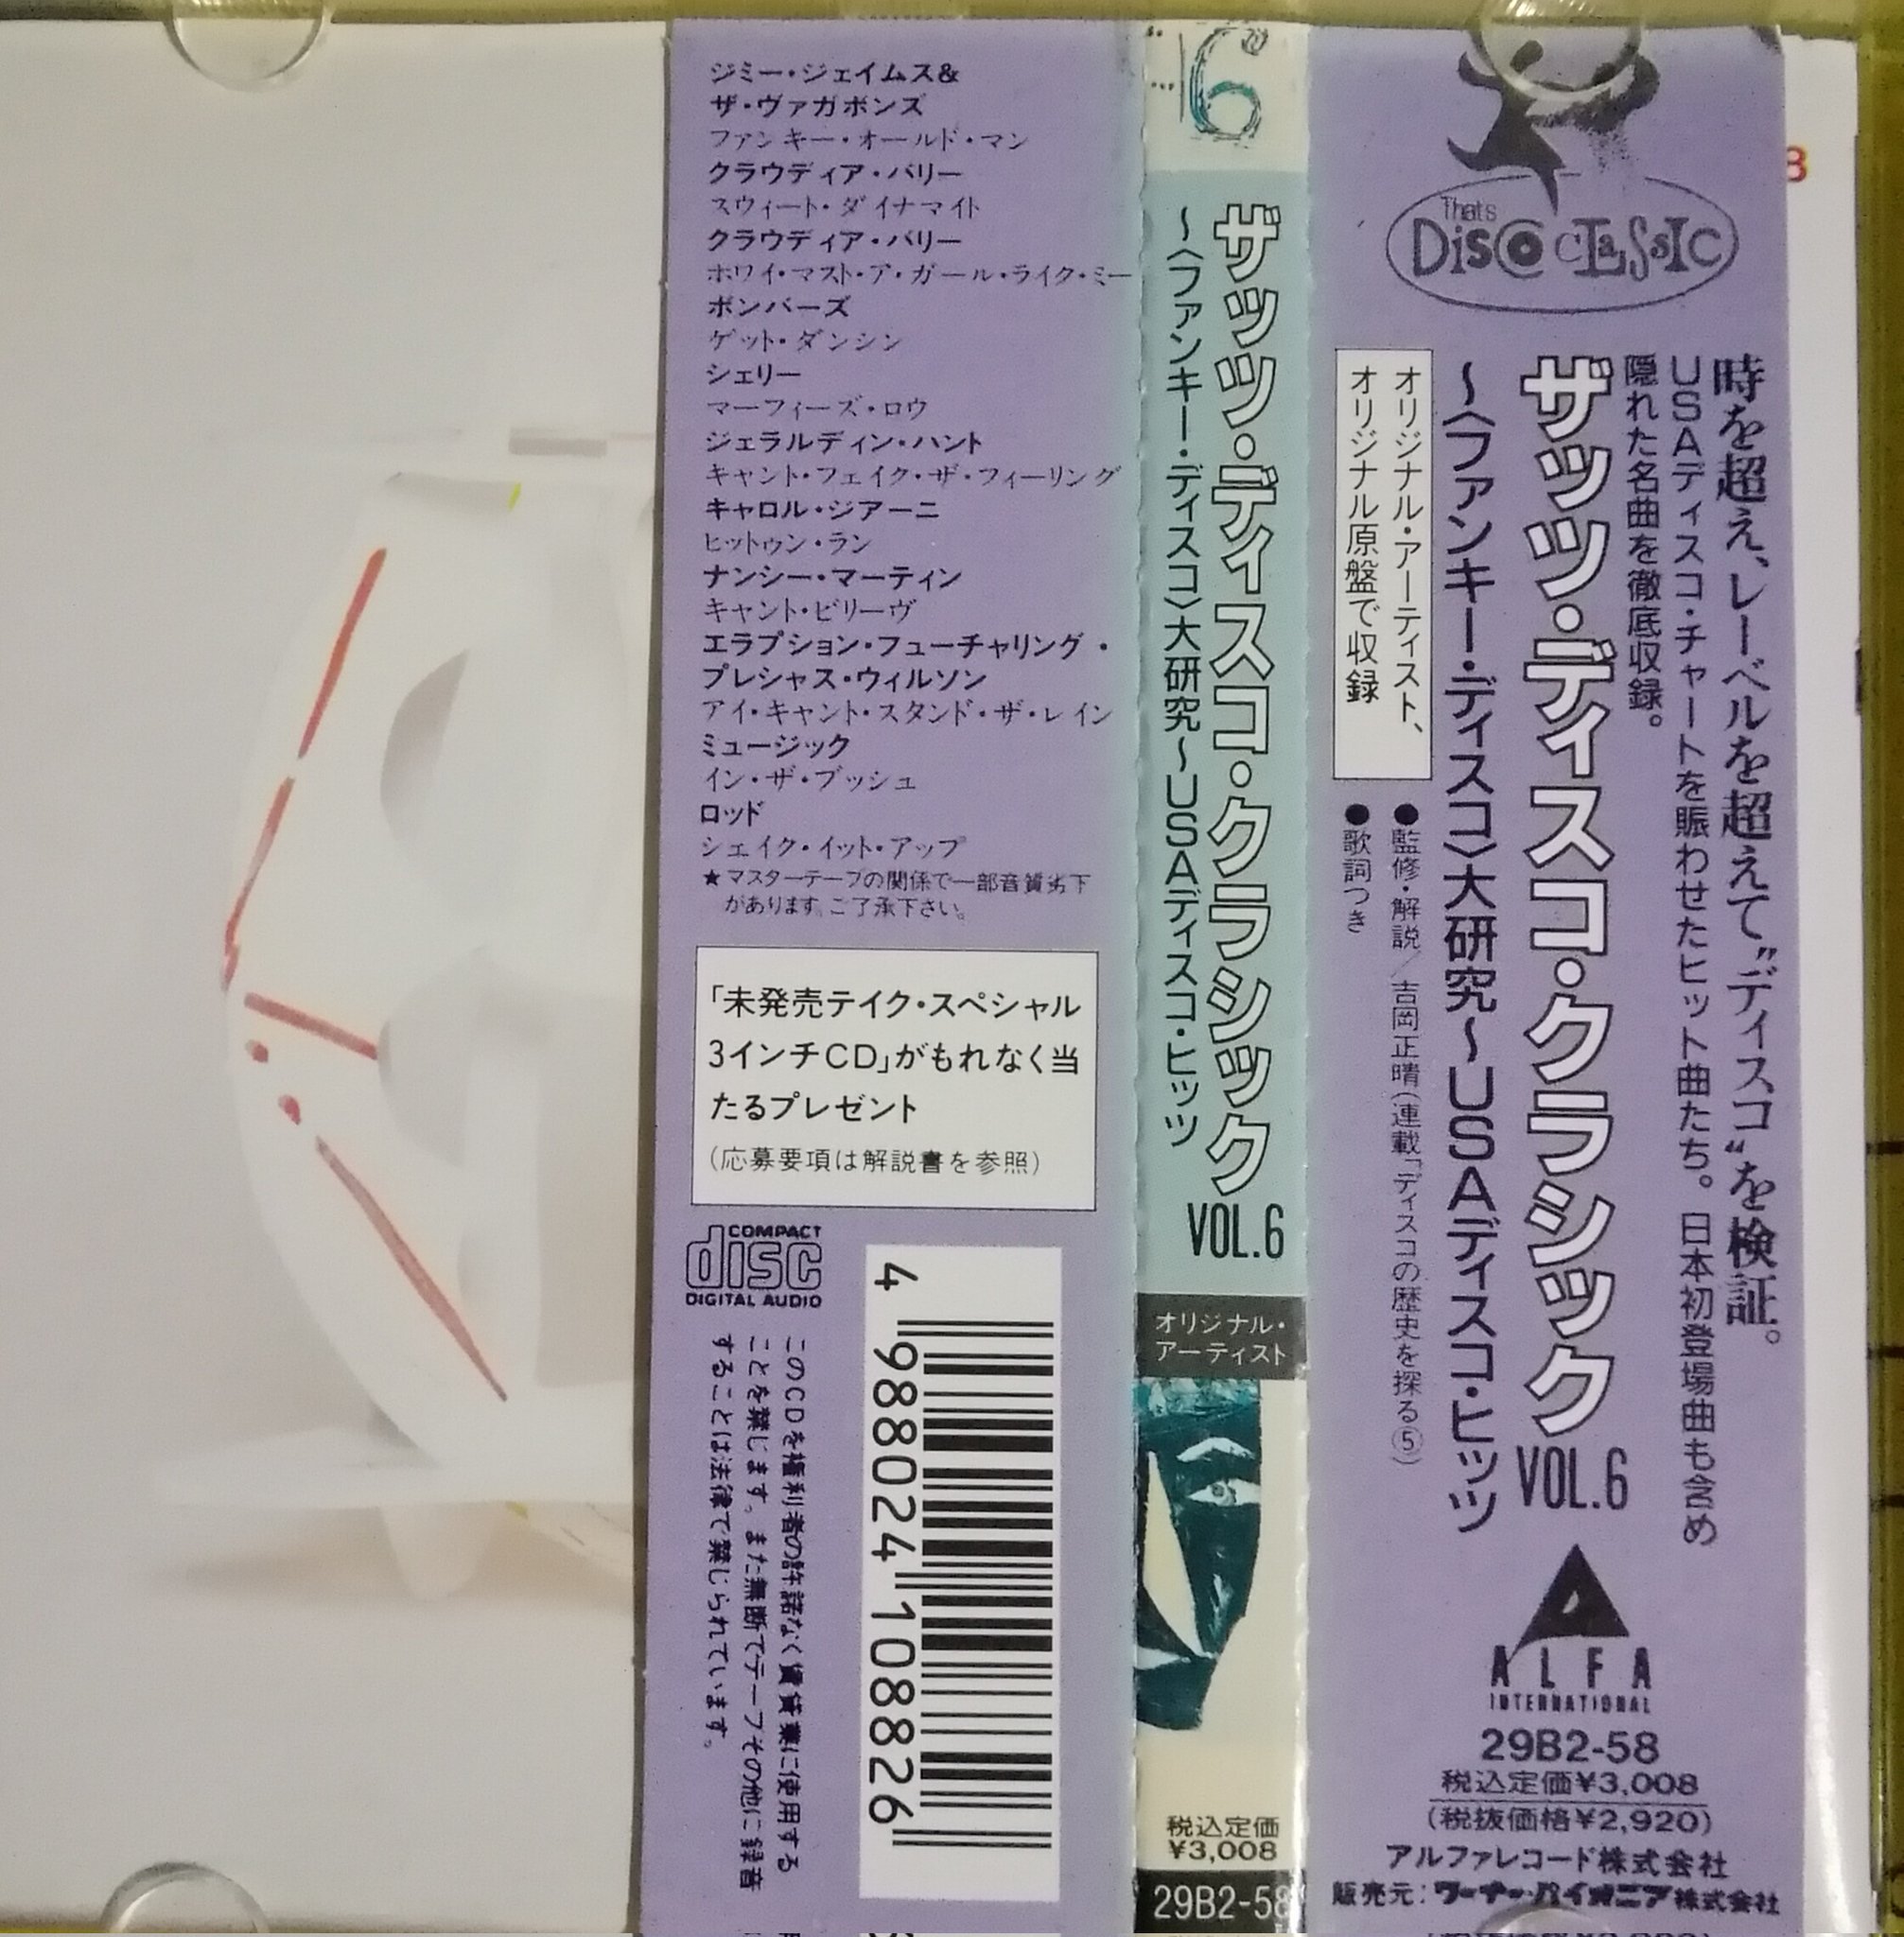 ジミー・ジェイムス&
ザ・ヴァガボンズ
ファンキー・オールド・マン
クラウディア・バリー
スウィート・ダイナマイト
クラウディア・バリー
ホワイ・マスト・ア・ガール・ライク・ミー
ボンバーズ
ゲット・ダンシン
シェリー
マーフィーズ・ロウ
ジェラルディン・ハント
キャント・フェイク・ザ・フィーリング
キャロル・ジアーニ
ヒットゥン・ラン
ナンシー・マーティン
キャント・ビリーヴ
エラプション・フューチャリング・
プレシャス・ウィルソン
アイ・キャント・スタンド・ザ・レイン
ミュージック
イン・ザ・ブッシュ
ロッド
シェイク・イット・アップ
★マスターテープの関係で一部音質劣下
があります。ご了承下さい。
「未発売テイク・スペシャル
3インチCD」がもれなく当
たるプレゼント
(応募要項は解説書を参照)
COMPACT
disc
DIGITAL AUDIO
このCDを権利者の許諾なく賃貸業に使用する
ことを禁じます。また無断でテープその他に録音
することは法律で禁じられています。
4 988024 108826
16
ザッツ・ディスコ・クラシック
VOL.6
〜〈ファンキー・ディスコ〉大研究〜USAディスコ・ヒッツ
オリジナル・
アーティスト
税込定価
¥3,008
29B2-58
Thats
DISCO CLASSIC
時を超え、レーベルを超えて"ディスコ"を検証。
USAディスコ・チャートを賑わせたヒット曲たち。日本初登場曲も含め
隠れた名曲を徹底収録。
ザッツ・ディスコ・クラシック
VOL.6
〜〈ファンキー・ディスコ〉大研究〜USAディスコ・ヒッツ
オリジナル・アーティスト、
オリジナル原盤で収録
●監修・解説/吉岡正晴(連載「ディスコの歴史を探る⑤)
●歌詞つき
ALFA
INTERNATIONAL
29B2-58
税込定価¥3,008
(税抜価格¥2,920)
アルファレコード株式会社
販売元:ワーナー・パイオニア株式会社